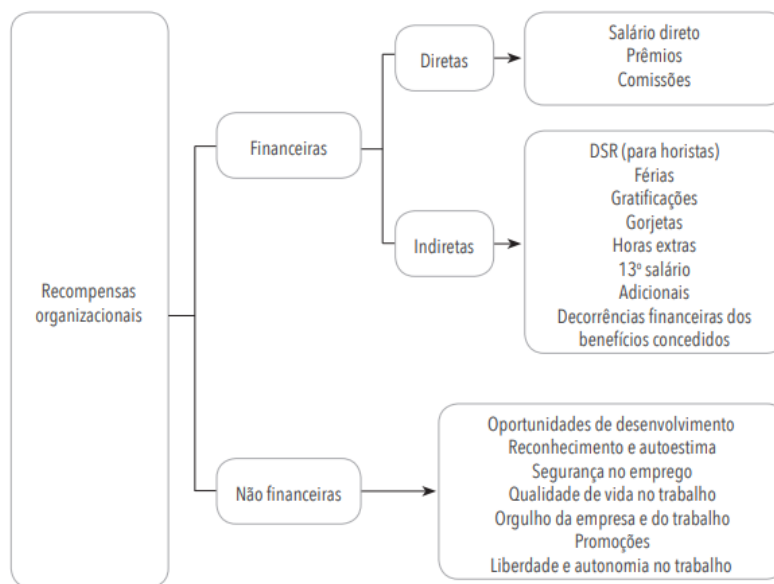 Recompensas
organizacionais
Financeiras
Diretas
Salário direto
Prêmios
Comissões
Indiretas
DSR (para horistas)
Férias
Gratificações
Gorjetas
Horas extras
13º salário
Adicionais
Decorrências financeiras dos
benefícios concedidos
Não financeiras
Oportunidades de desenvolvimento
Reconhecimento e autoestima
Segurança no emprego
Qualidade de vida no trabalho
Orgulho da empresa e do trabalho
Promoções
Liberdade e autonomia no trabalho